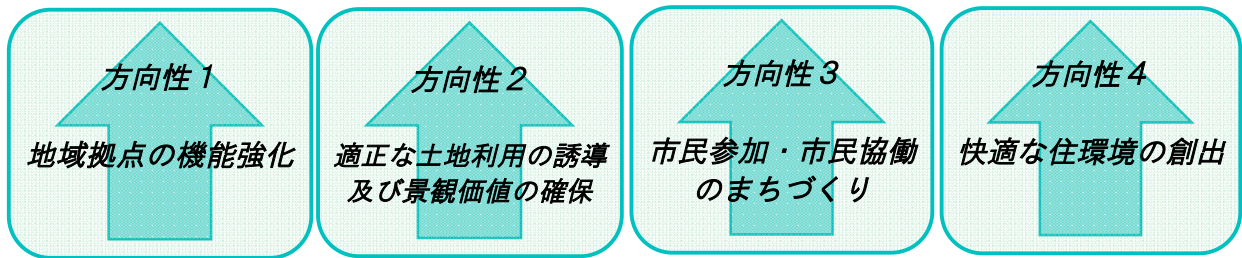 方向性１
地域拠点の機能強化
方向性２
適正な土地利用の誘導
及び景観価値の確保
方向性３
市民参加・市民協働
のまちづくり
方向性４
快適な住環境の創出